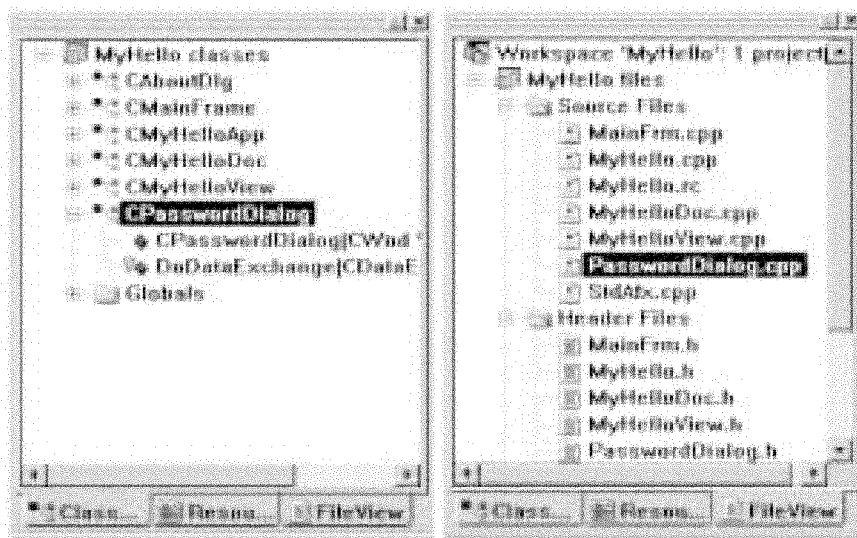 MyHello classes
CAboutDlg
CMainFrame
CMyHelloApp
CMyHelloDoc
CMyHelloView
CPasswordDialog
CPasswordDialog(CWnd *
DoDataExchange(CDataE
Globals
Class... Resou... FileView
Workspace 'MyHello': 1 project(
MyHello files
Source Files
MainFrm.cpp
MyHello.cpp
MyHello.rc
MyHelloDoc.cpp
MyHelloView.cpp
PasswordDialog.cpp
StdAfx.cpp
Header Files
MainFrm.h
MyHello.h
MyHelloDoc.h
MyHelloView.h
PasswordDialog.h
Class... Resou... FileView